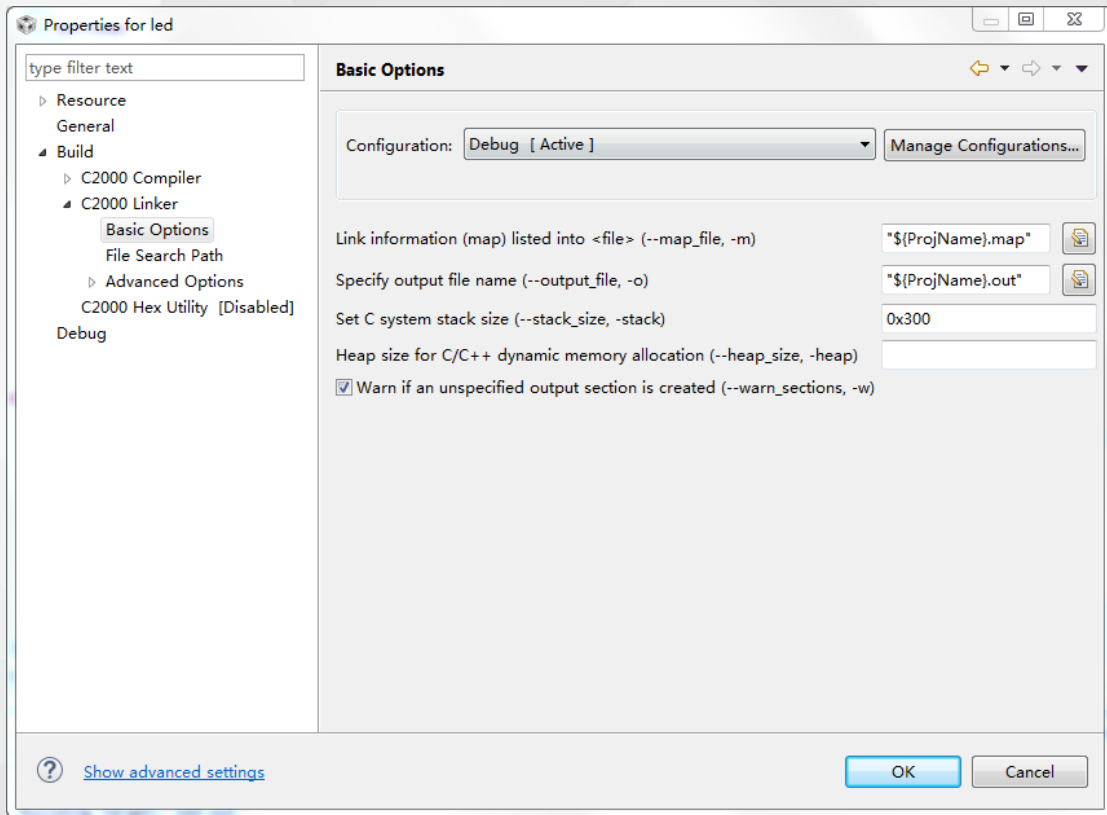 Properties for led
type filter text
Resource
General
Build
C2000 Compiler
C2000 Linker
Basic Options
File Search Path
Advanced Options
C2000 Hex Utility [Disabled]
Debug
Basic Options
Configuration: Debug [ Active ] Manage Configurations...
Link information (map) listed into <file> (--map_file, -m) "${ProjName}.map"
Specify output file name (--output_file, -o) "${ProjName}.out"
Set C system stack size (--stack_size, -stack) 0x300
Heap size for C/C++ dynamic memory allocation (--heap_size, -heap)
Warn if an unspecified output section is created (--warn_sections, -w)
? Show advanced settings
OK Cancel